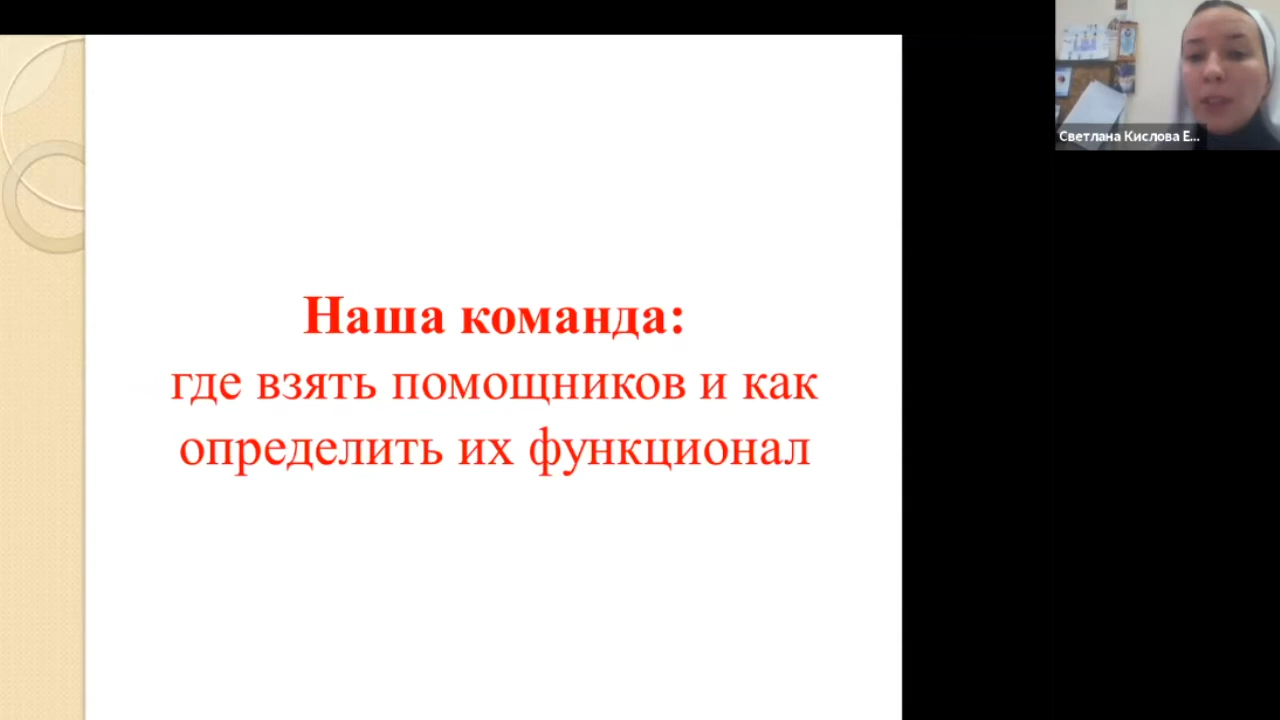 Наша команда:
где взять помощников и как
определить их функционал
Светлана Кислова Е...